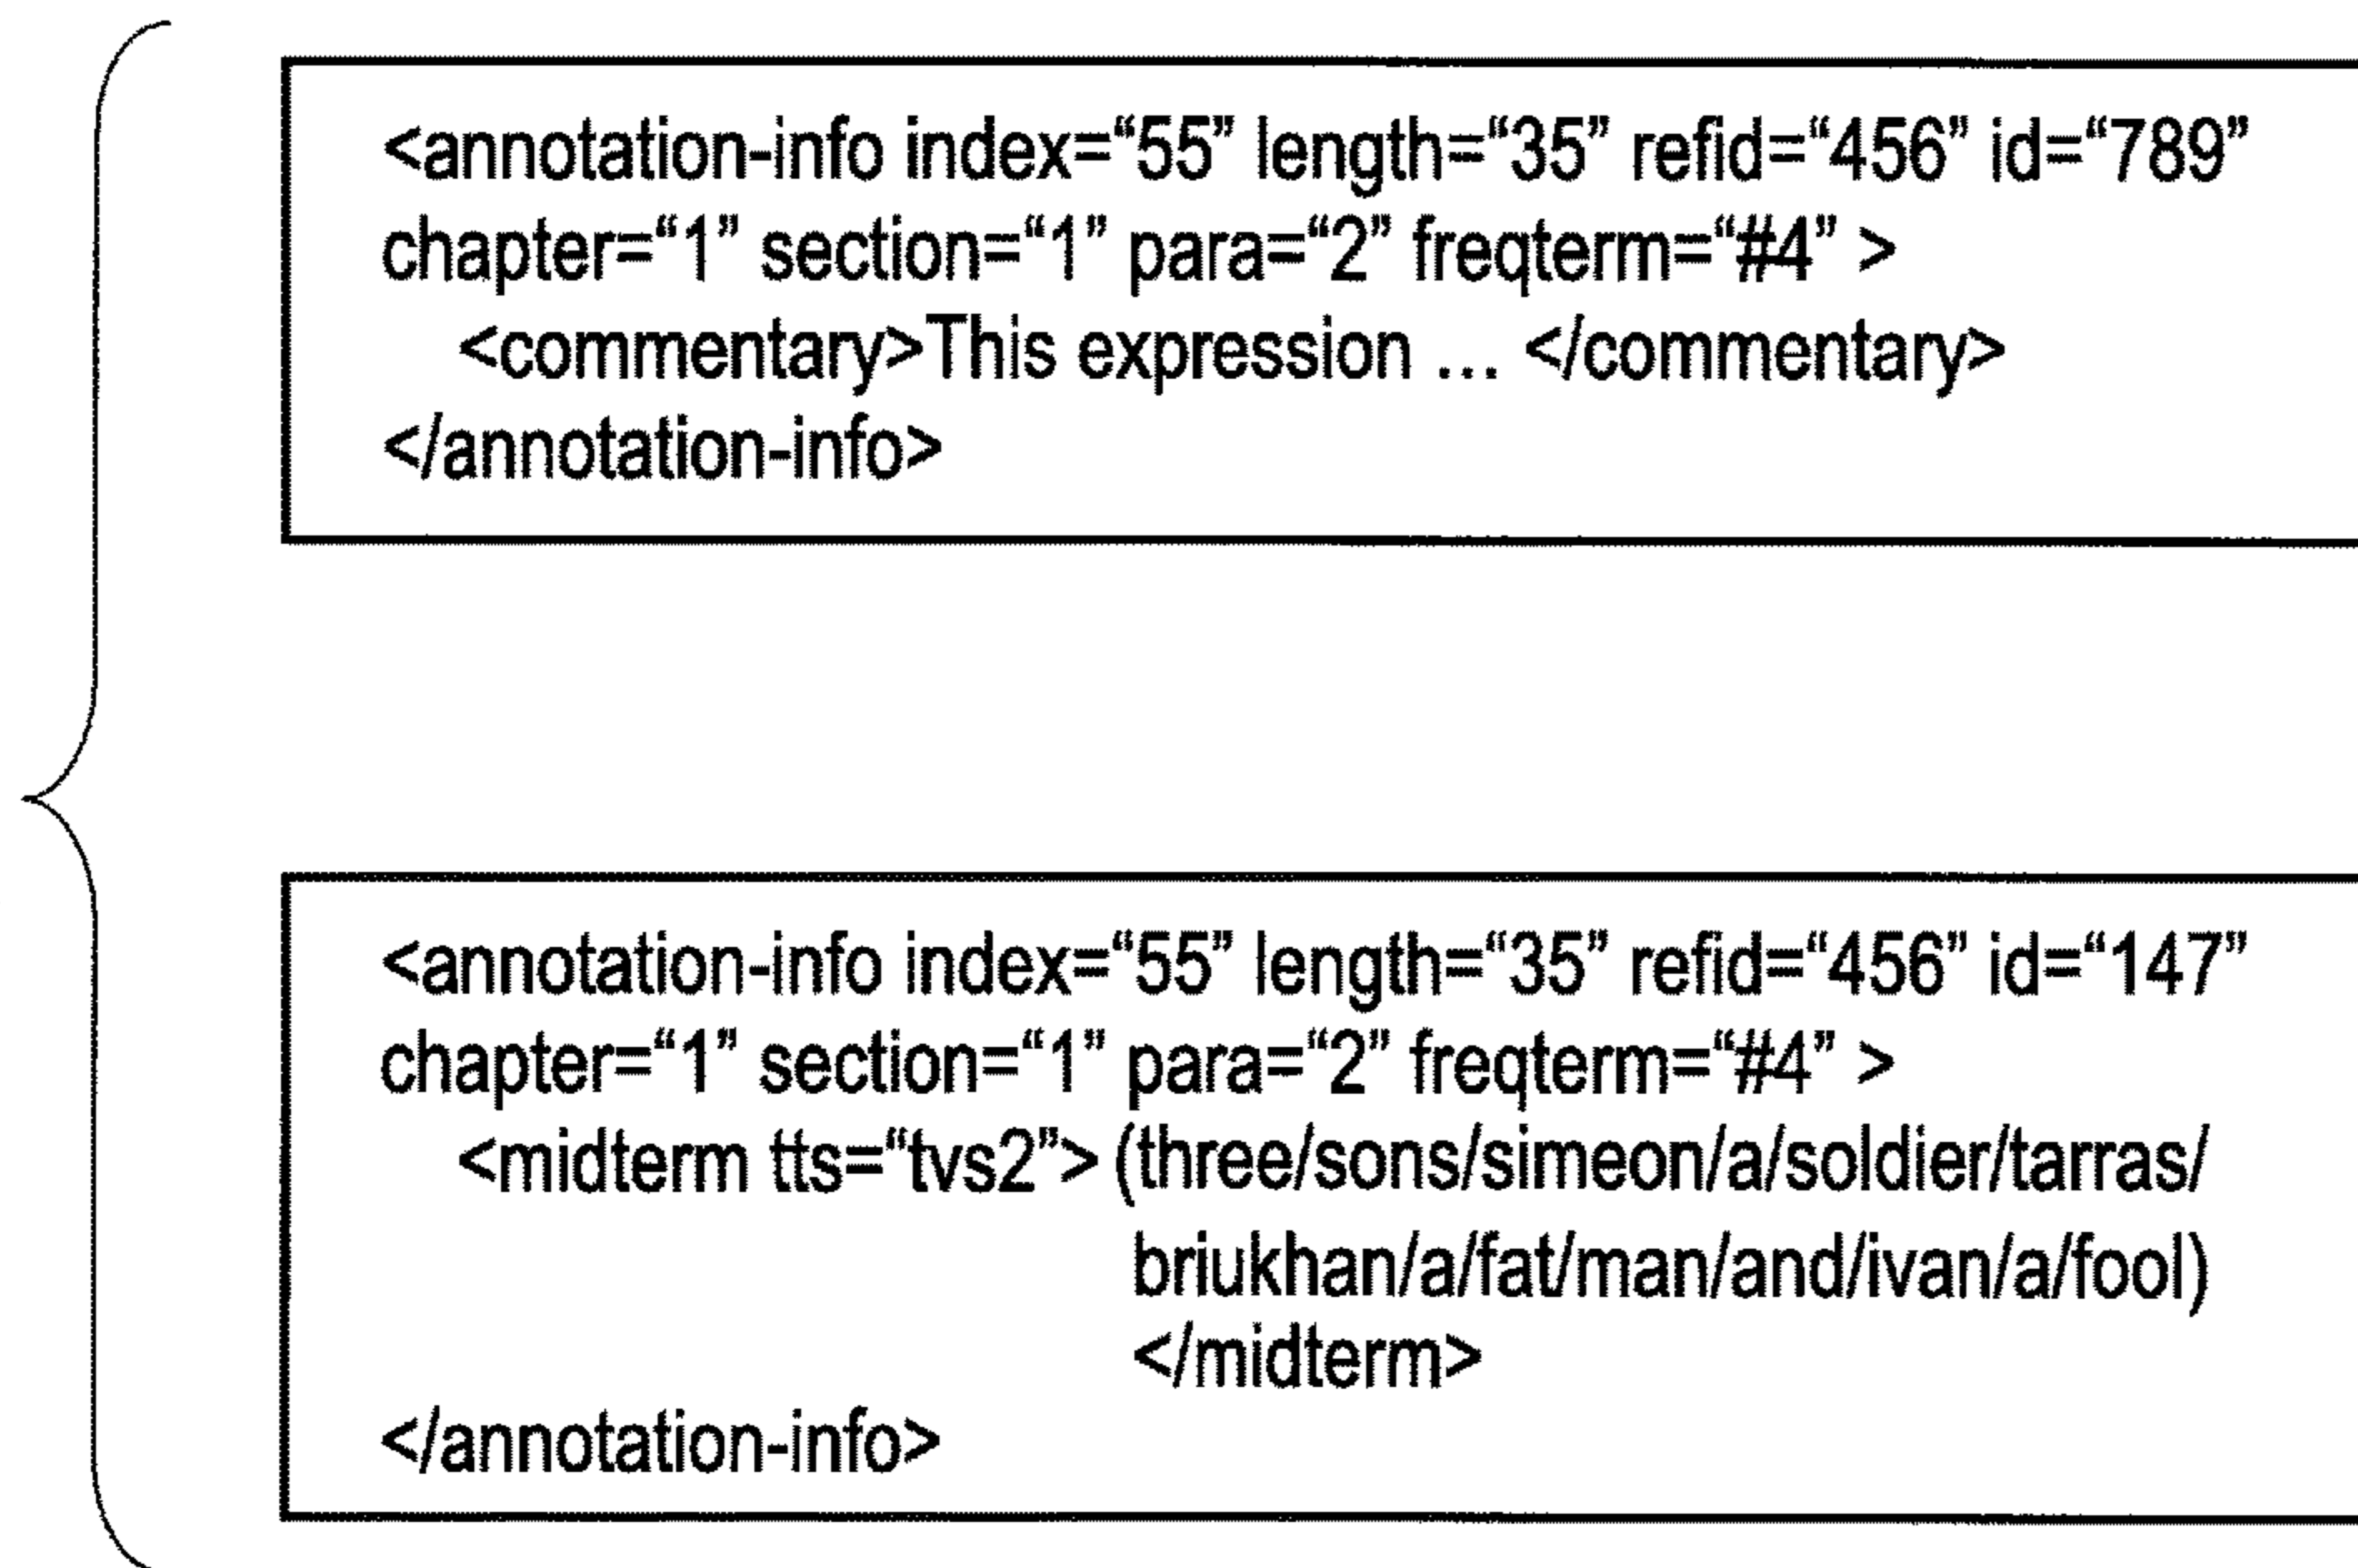 <annotation-info index=“55” length=“35” refid=“456” id=“789”
chapter=“1” section=“1” para=“2” freqterm=“#4” >
<commentary>This expression ... </commentary>
</annotation-info>
<annotation-info index=“55” length=“35” refid=“456” id=“147”
chapter=“1” section=“1” para=“2” freqterm=“#4” >
<midterm tts=“tvs2”> (three/sons/simeon/a/soldier/tarras/
briukhan/a/fat/man/and/ivan/a/fool)
</midterm>
</annotation-info>